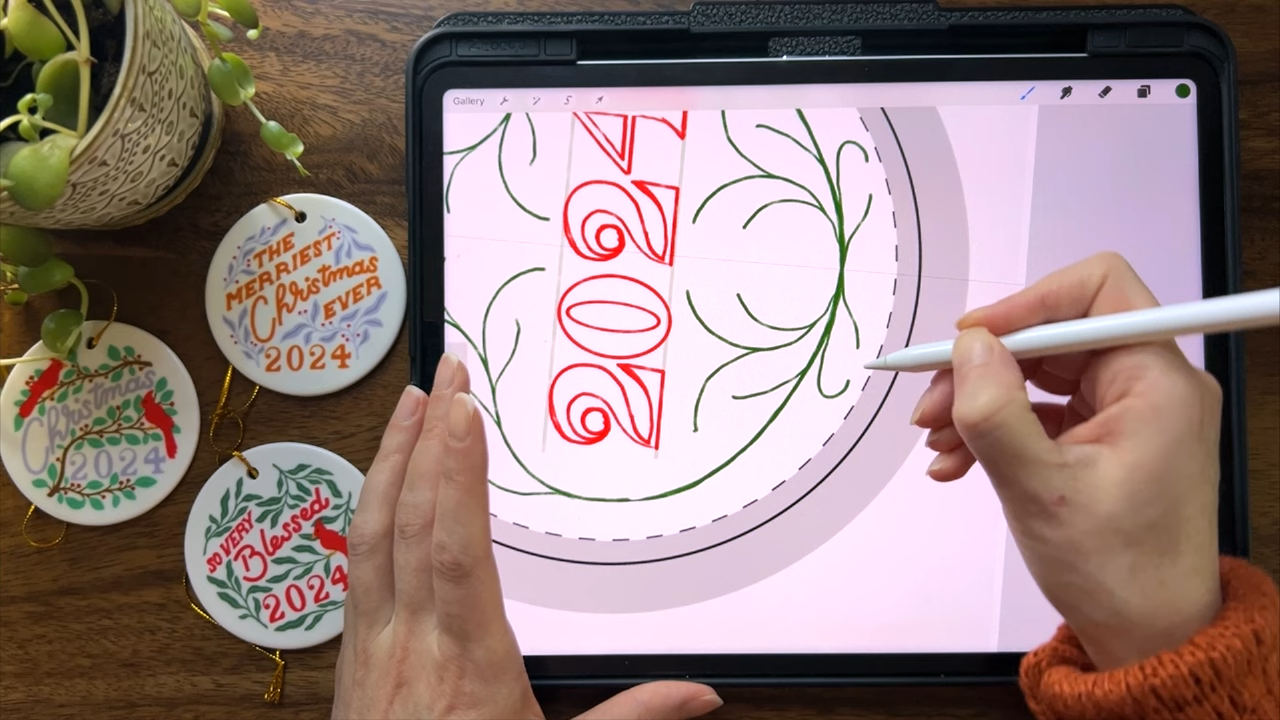 Gallery
2024
THE
MERRIEST
Christmas
EVER
2024
Christmas
2024
SO VERY
Blessed
2024